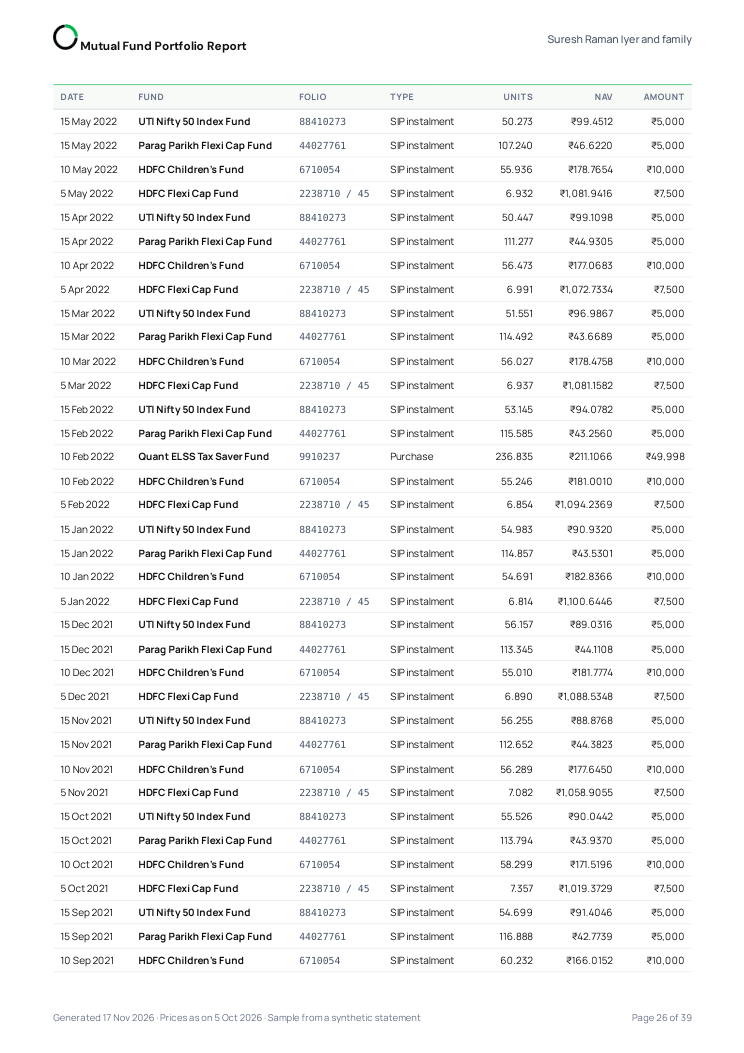 Mutual Fund Portfolio Report
Suresh Raman Iyer and family
DATE FUND FOLIO TYPE UNITS NAV AMOUNT
15 May 2022 UTI Nifty 50 Index Fund 88410273 SIP instalment 50.273 ₹99.4512 ₹5,000
15 May 2022 Parag Parikh Flexi Cap Fund 44027761 SIP instalment 107.240 ₹46.6220 ₹5,000
10 May 2022 HDFC Children's Fund 6710054 SIP instalment 55.936 ₹178.7654 ₹10,000
5 May 2022 HDFC Flexi Cap Fund 2238710 / 45 SIP instalment 6.932 ₹1,081.9416 ₹7,500
15 Apr 2022 UTI Nifty 50 Index Fund 88410273 SIP instalment 50.447 ₹99.1098 ₹5,000
15 Apr 2022 Parag Parikh Flexi Cap Fund 44027761 SIP instalment 111.277 ₹44.9305 ₹5,000
10 Apr 2022 HDFC Children's Fund 6710054 SIP instalment 56.473 ₹177.0683 ₹10,000
5 Apr 2022 HDFC Flexi Cap Fund 2238710 / 45 SIP instalment 6.991 ₹1,072.7334 ₹7,500
15 Mar 2022 UTI Nifty 50 Index Fund 88410273 SIP instalment 51.551 ₹96.9867 ₹5,000
15 Mar 2022 Parag Parikh Flexi Cap Fund 44027761 SIP instalment 114.492 ₹43.6689 ₹5,000
10 Mar 2022 HDFC Children's Fund 6710054 SIP instalment 56.027 ₹178.4758 ₹10,000
5 Mar 2022 HDFC Flexi Cap Fund 2238710 / 45 SIP instalment 6.937 ₹1,081.1582 ₹7,500
15 Feb 2022 UTI Nifty 50 Index Fund 88410273 SIP instalment 53.145 ₹94.0782 ₹5,000
15 Feb 2022 Parag Parikh Flexi Cap Fund 44027761 SIP instalment 115.585 ₹43.2560 ₹5,000
10 Feb 2022 Quant ELSS Tax Saver Fund 9910237 Purchase 236.835 ₹211.1066 ₹49,998
10 Feb 2022 HDFC Children's Fund 6710054 SIP instalment 55.246 ₹181.0010 ₹10,000
5 Feb 2022 HDFC Flexi Cap Fund 2238710 / 45 SIP instalment 6.854 ₹1,094.2369 ₹7,500
15 Jan 2022 UTI Nifty 50 Index Fund 88410273 SIP instalment 54.983 ₹90.9320 ₹5,000
15 Jan 2022 Parag Parikh Flexi Cap Fund 44027761 SIP instalment 114.857 ₹43.5301 ₹5,000
10 Jan 2022 HDFC Children's Fund 6710054 SIP instalment 54.691 ₹182.8366 ₹10,000
5 Jan 2022 HDFC Flexi Cap Fund 2238710 / 45 SIP instalment 6.814 ₹1,100.6446 ₹7,500
15 Dec 2021 UTI Nifty 50 Index Fund 88410273 SIP instalment 56.157 ₹89.0316 ₹5,000
15 Dec 2021 Parag Parikh Flexi Cap Fund 44027761 SIP instalment 113.345 ₹44.1108 ₹5,000
10 Dec 2021 HDFC Children's Fund 6710054 SIP instalment 55.010 ₹181.7774 ₹10,000
5 Dec 2021 HDFC Flexi Cap Fund 2238710 / 45 SIP instalment 6.890 ₹1,088.5348 ₹7,500
15 Nov 2021 UTI Nifty 50 Index Fund 88410273 SIP instalment 56.255 ₹88.8768 ₹5,000
15 Nov 2021 Parag Parikh Flexi Cap Fund 44027761 SIP instalment 112.652 ₹44.3823 ₹5,000
10 Nov 2021 HDFC Children's Fund 6710054 SIP instalment 56.289 ₹177.6450 ₹10,000
5 Nov 2021 HDFC Flexi Cap Fund 2238710 / 45 SIP instalment 7.082 ₹1,058.9055 ₹7,500
15 Oct 2021 UTI Nifty 50 Index Fund 88410273 SIP instalment 55.526 ₹90.0442 ₹5,000
15 Oct 2021 Parag Parikh Flexi Cap Fund 44027761 SIP instalment 113.794 ₹43.9370 ₹5,000
10 Oct 2021 HDFC Children's Fund 6710054 SIP instalment 58.299 ₹171.5196 ₹10,000
5 Oct 2021 HDFC Flexi Cap Fund 2238710 / 45 SIP instalment 7.357 ₹1,019.3729 ₹7,500
15 Sep 2021 UTI Nifty 50 Index Fund 88410273 SIP instalment 54.699 ₹91.4046 ₹5,000
15 Sep 2021 Parag Parikh Flexi Cap Fund 44027761 SIP instalment 116.888 ₹42.7739 ₹5,000
10 Sep 2021 HDFC Children's Fund 6710054 SIP instalment 60.232 ₹166.0152 ₹10,000
Generated 17 Nov 2026 · Prices as on 5 Oct 2026 · Sample from a synthetic statement
Page 26 of 39